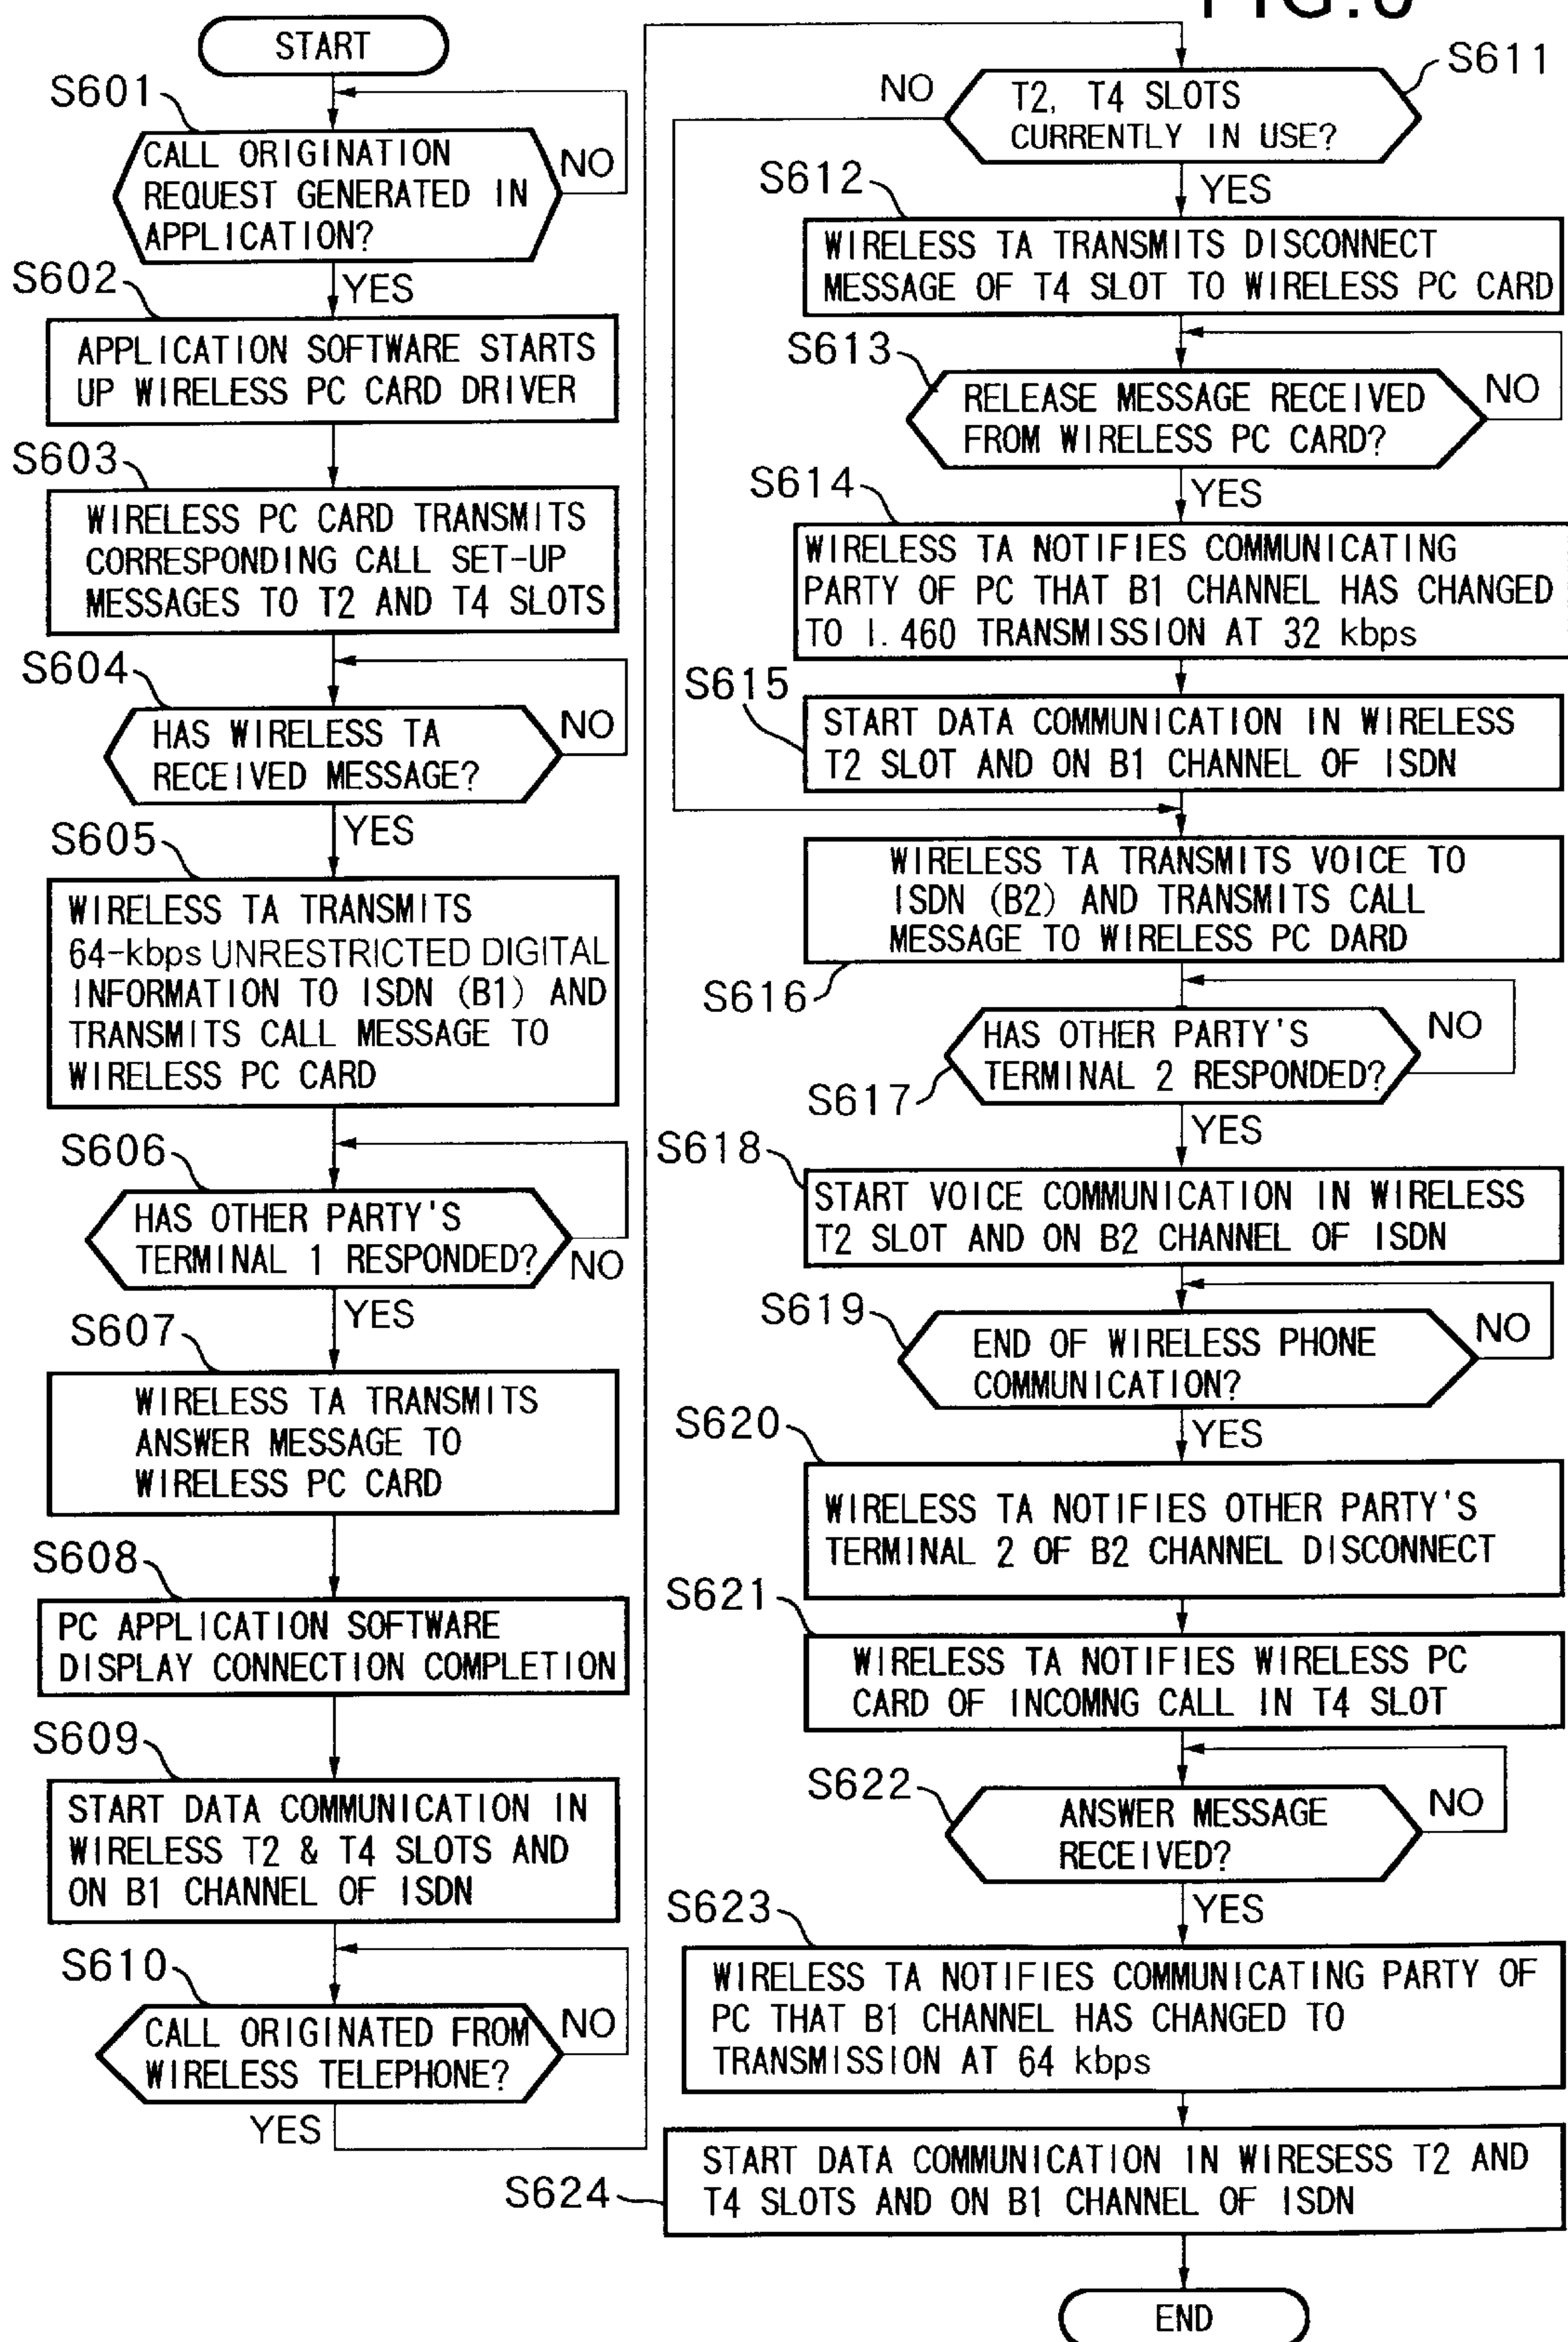 START
S601
CALL ORIGINATION
REQUEST GENERATED IN
APPLICATION?
NO
YES
S602
APPLICATION SOFTWARE STARTS
UP WIRELESS PC CARD DRIVER
S603
WIRELESS PC CARD TRANSMITS
CORRESPONDING CALL SET-UP
MESSAGES TO T2 AND T4 SLOTS
S604
HAS WIRELESS TA
RECEIVED MESSAGE?
NO
YES
S605
WIRELESS TA TRANSMITS
64-kbps UNRESTRICTED DIGITAL
INFORMATION TO ISDN (B1) AND
TRANSMITS CALL MESSAGE TO
WIRELESS PC CARD
S606
HAS OTHER PARTY'S
TERMINAL 1 RESPONDED?
NO
YES
S607
WIRELESS TA TRANSMITS
ANSWER MESSAGE TO
WIRELESS PC CARD
S608
PC APPLICATION SOFTWARE
DISPLAY CONNECTION COMPLETION
S609
START DATA COMMUNICATION IN
WIRELESS T2 & T4 SLOTS AND
ON B1 CHANNEL OF ISDN
S610
CALL ORIGINATED FROM
WIRELESS TELEPHONE?
NO
YES
S611
T2, T4 SLOTS
CURRENTLY IN USE?
NO
YES
S612
WIRELESS TA TRANSMITS DISCONNECT
MESSAGE OF T4 SLOT TO WIRELESS PC CARD
S613
RELEASE MESSAGE RECEIVED
FROM WIRELESS PC CARD?
NO
YES
S614
WIRELESS TA NOTIFIES COMMUNICATING
PARTY OF PC THAT B1 CHANNEL HAS CHANGED
TO I.460 TRANSMISSION AT 32 kbps
S615
START DATA COMMUNICATION IN WIRELESS
T2 SLOT AND ON B1 CHANNEL OF ISDN
WIRELESS TA TRANSMITS VOICE TO
ISDN (B2) AND TRANSMITS CALL
MESSAGE TO WIRELESS PC DARD
S616
HAS OTHER PARTY'S
TERMINAL 2 RESPONDED?
NO
S617
YES
S618
START VOICE COMMUNICATION IN WIRELESS
T2 SLOT AND ON B2 CHANNEL OF ISDN
S619
END OF WIRELESS PHONE
COMMUNICATION?
NO
YES
S620
WIRELESS TA NOTIFIES OTHER PARTY'S
TERMINAL 2 OF B2 CHANNEL DISCONNECT
S621
WIRELESS TA NOTIFIES WIRELESS PC
CARD OF INCOMNG CALL IN T4 SLOT
S622
ANSWER MESSAGE
RECEIVED?
NO
YES
S623
WIRELESS TA NOTIFIES COMMUNICATING PARTY OF
PC THAT B1 CHANNEL HAS CHANGED TO
TRANSMISSION AT 64 kbps
S624
START DATA COMMUNICATION IN WIRESESS T2 AND
T4 SLOTS AND ON B1 CHANNEL OF ISDN
END